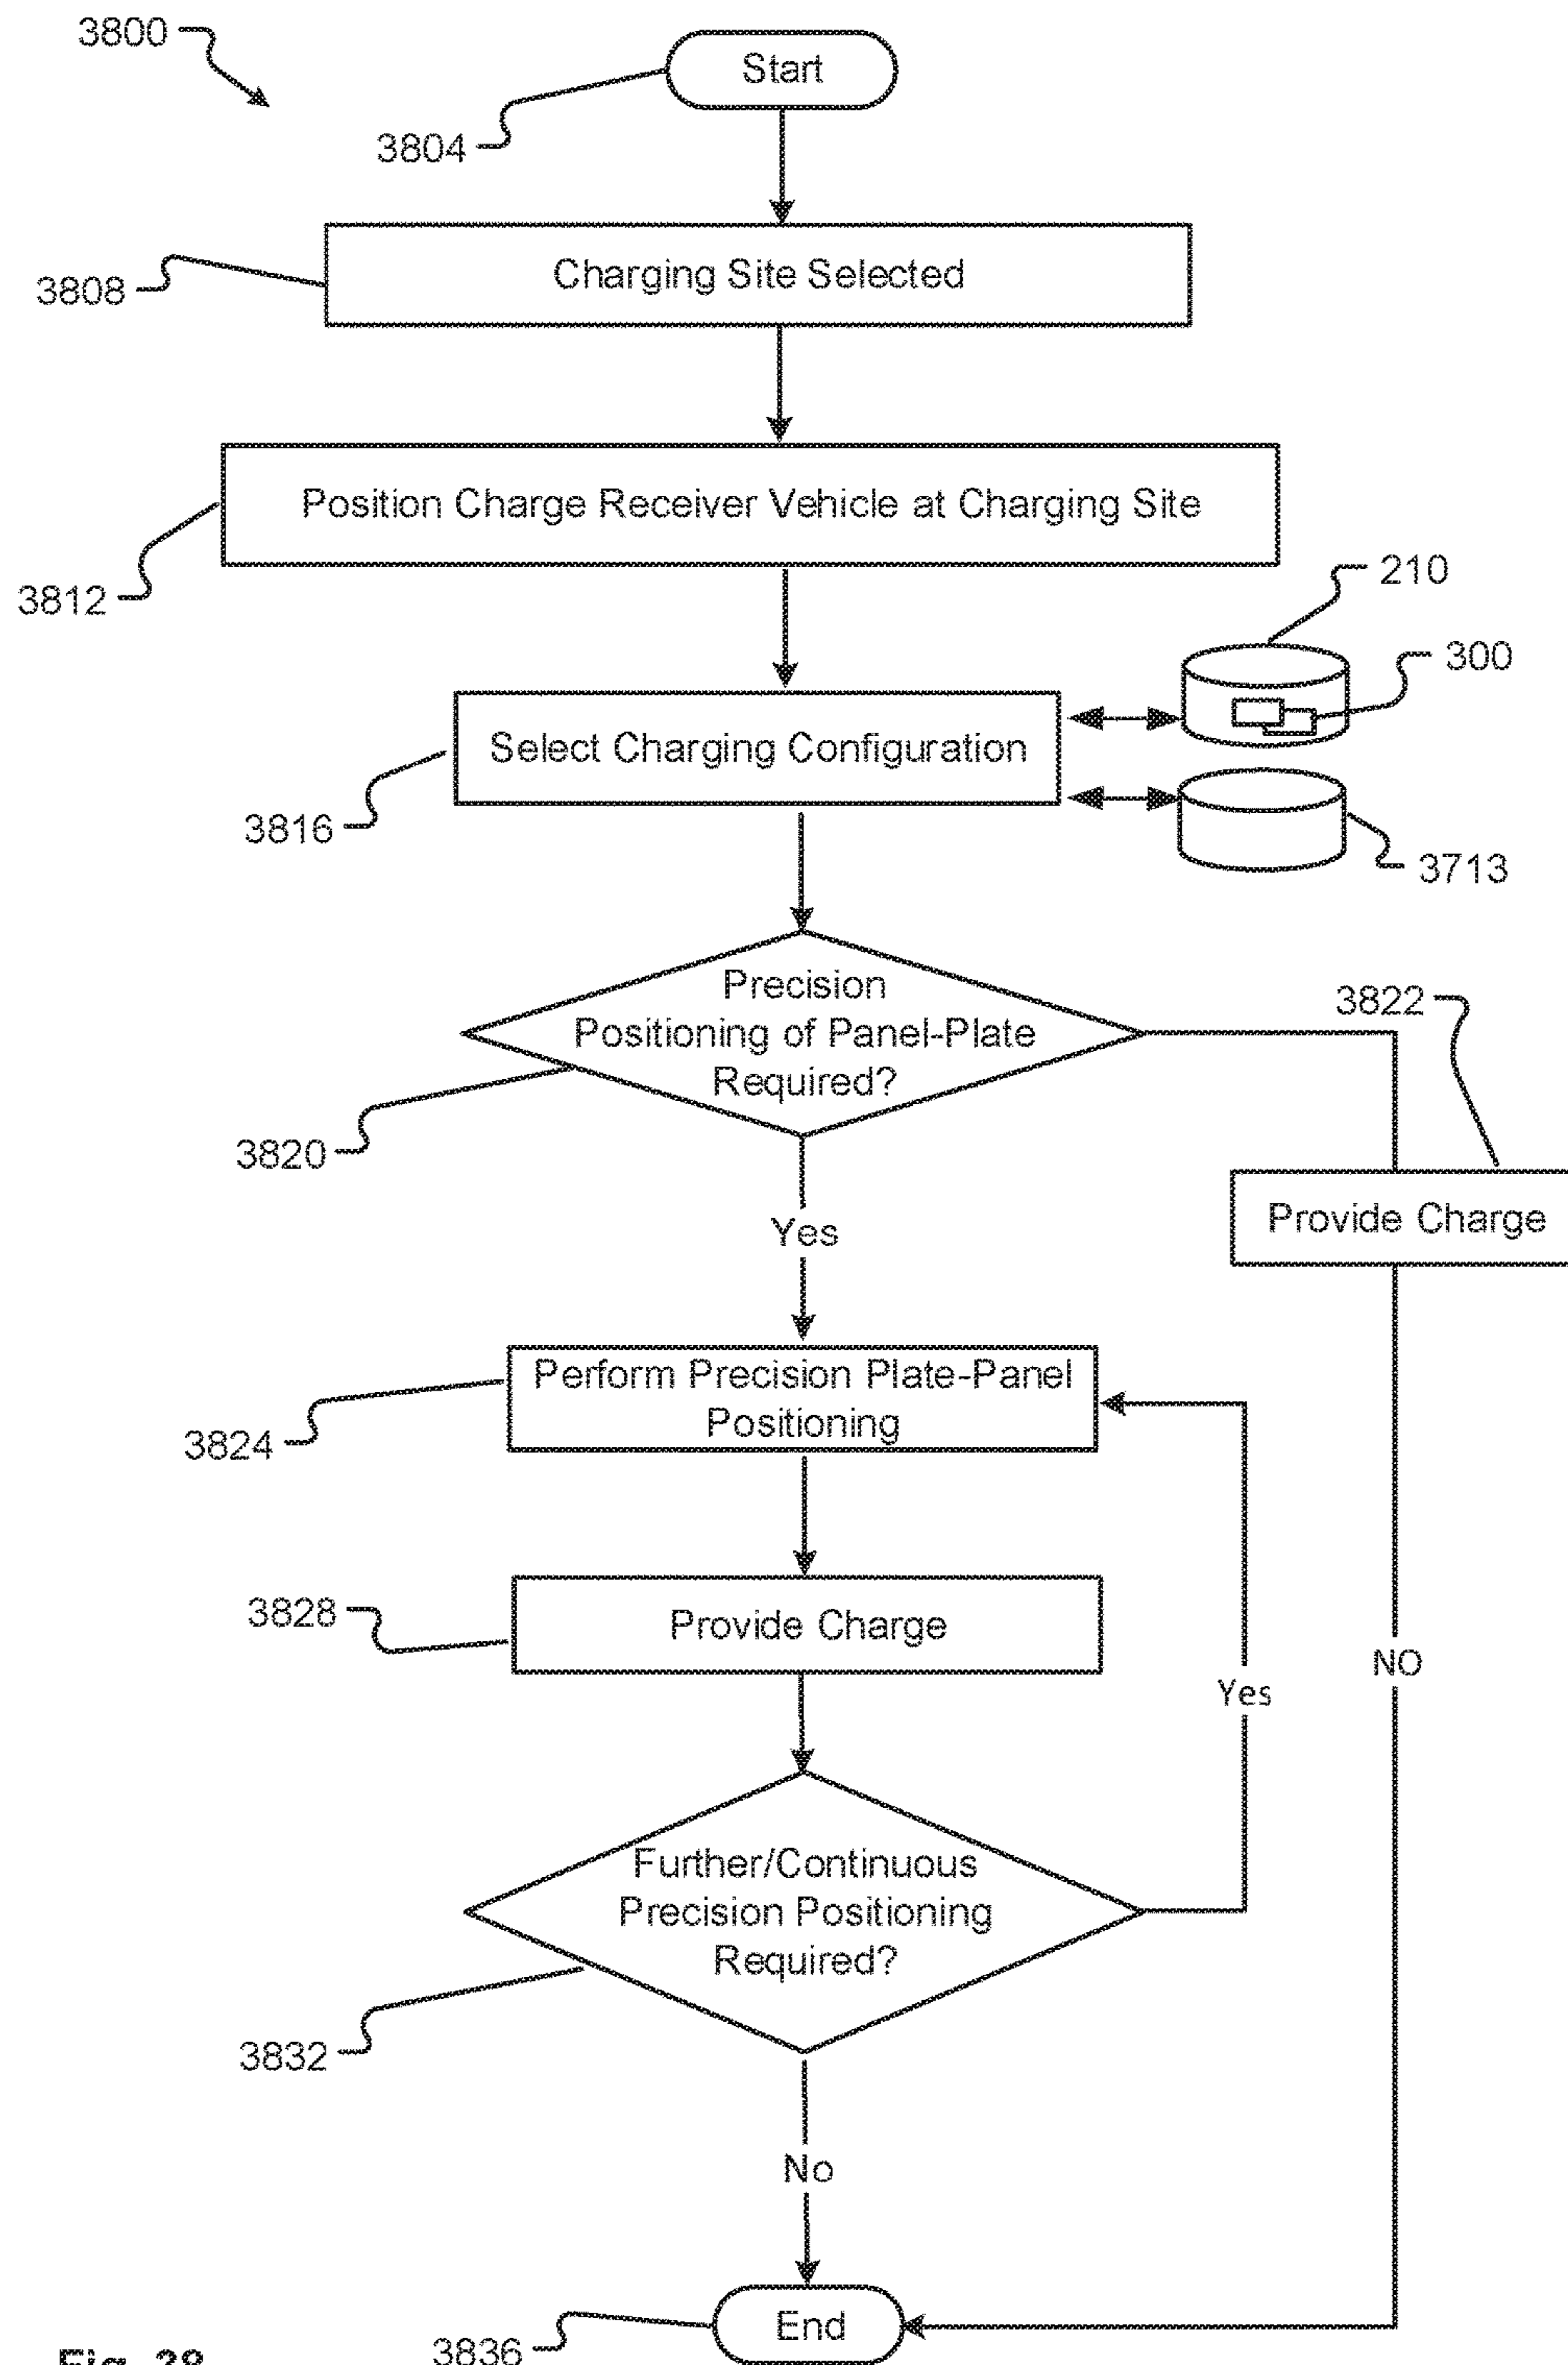 3800
Start
3804
Charging Site Selected
3808
Position Charge Receiver Vehicle at Charging Site
3812
210
300
Select Charging Configuration
3816
3713
Precision
Positioning of Panel-Plate
Required?
3820
3822
Yes
Provide Charge
Perform Precision Plate-Panel
Positioning
3824
Provide Charge
3828
NO
Yes
Further/Continuous
Precision Positioning
Required?
3832
No
End
3836
Fig. 38